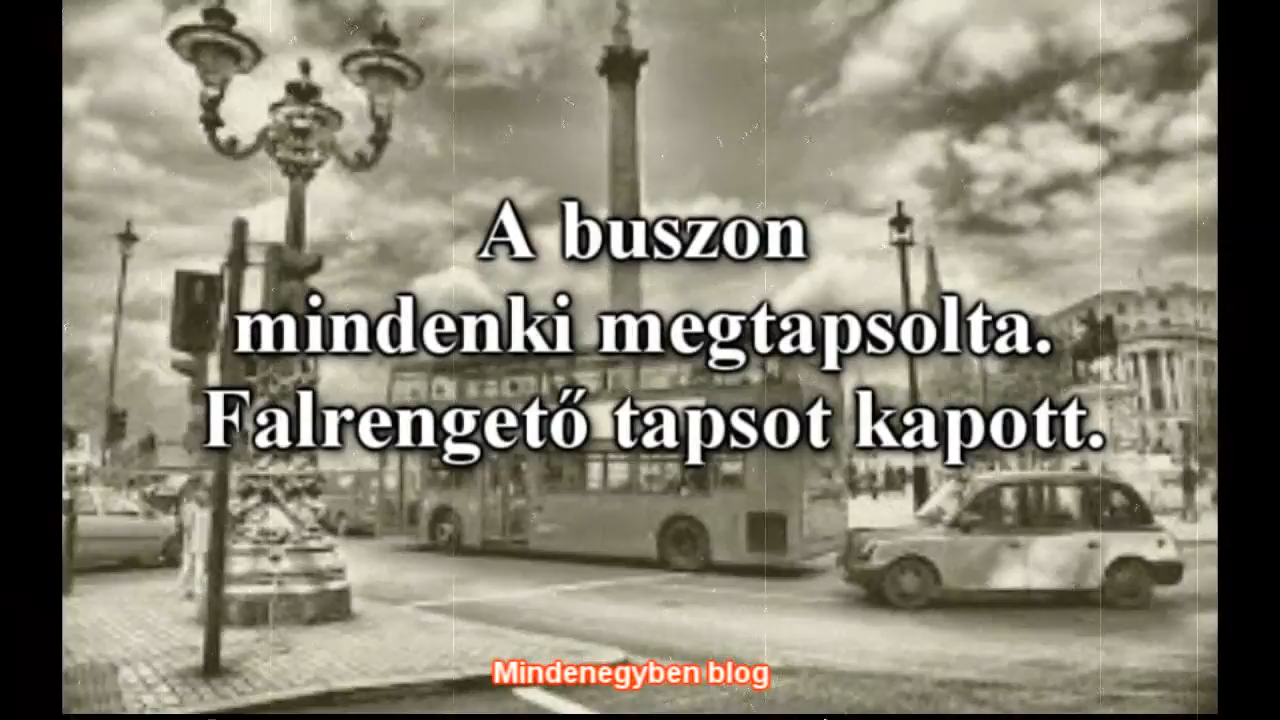 A buszon
mindenki megtapsolta.
Falrengető tapsot kapott.
Mindenegyben blog